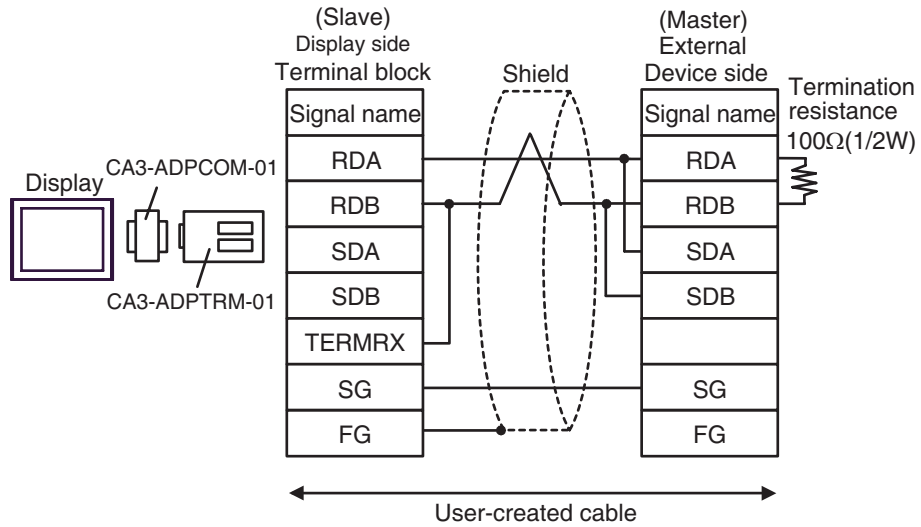 (Slave)
Display side
Terminal block
Signal name
RDA
RDB
SDA
SDB
TERMRX
SG
FG
Shield
(Master)
External
Device side
Signal name
RDA
RDB
SDA
SDB
SG
FG
Termination
resistance
100Ω(1/2W)
Display
CA3-ADPCOM-01
CA3-ADPTRM-01
User-created cable